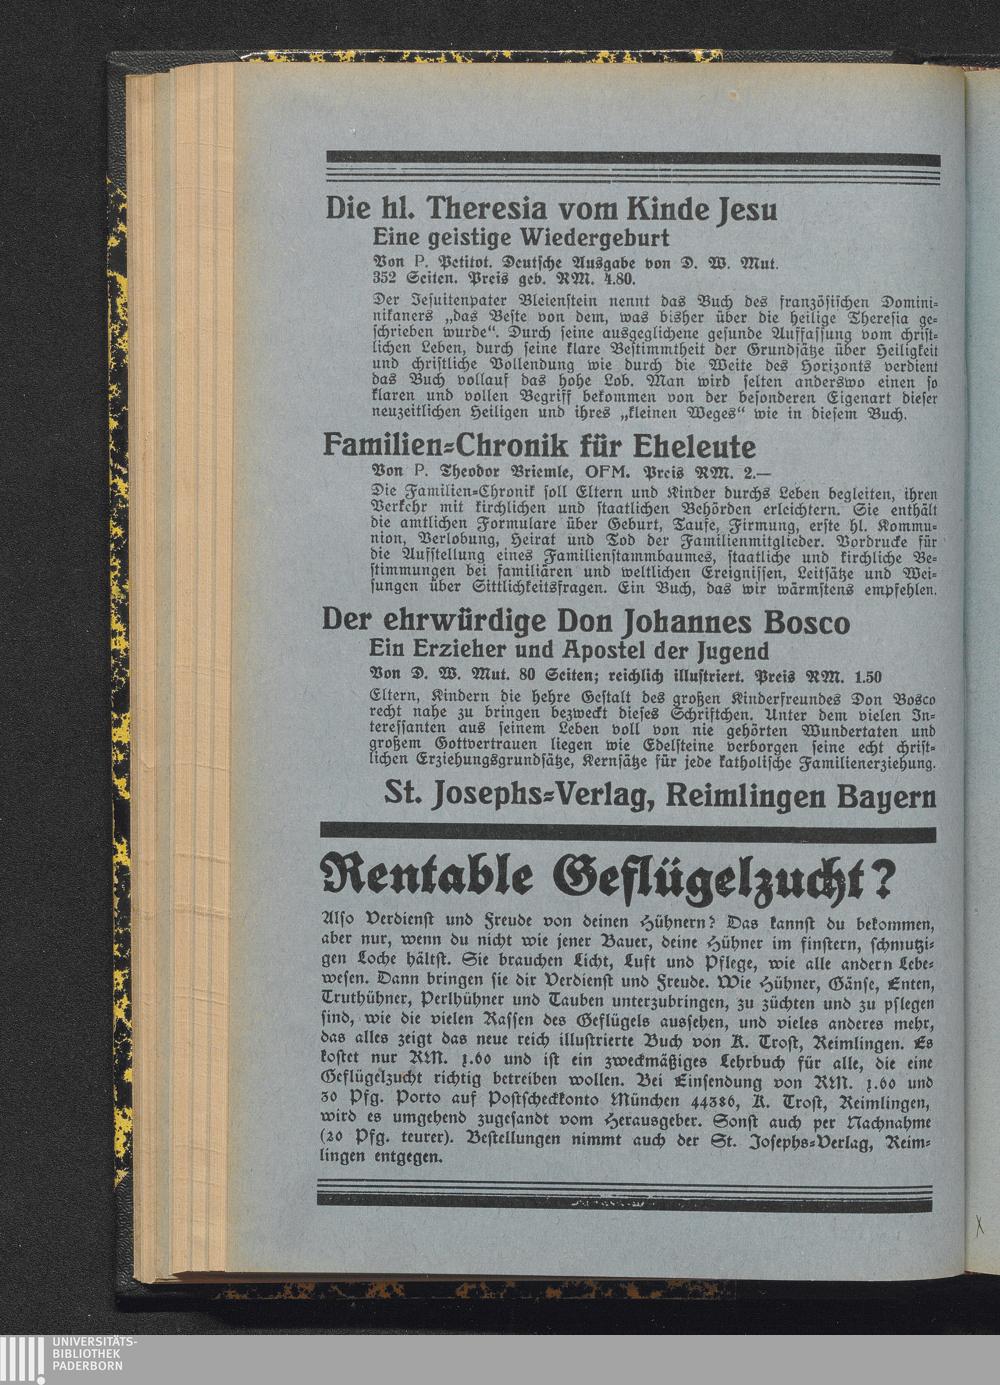 Die hl. Theresia vom Kinde Jesu
Eine geistige Wiedergeburt
Von P. Petitot. Deutsche Ausgabe von D. W. Mut.
352 Seiten. Preis geb. RM. 4.80.
Der Jesuitenpater Bleienstein nennt das Buch des französischen Domini-
nikaners „das Beste von dem, was bisher über die heilige Theresia ge-
schrieben wurde“. Durch seine ausgeglichene gesunde Auffassung vom christ-
lichen Leben, durch seine klare Bestimmtheit der Grundsätze über Heiligkeit
und christliche Vollendung wie durch die Weite des Horizonts verdient
das Buch vollauf das hohe Lob. Man wird selten anderswo einen so
klaren und vollen Begriff bekommen von der besonderen Eigenart dieser
neuzeitlichen Heiligen und ihres „kleinen Weges“ wie in diesem Buch.
Familien-Chronik für Eheleute
Von P. Theodor Briemle, OFM. Preis RM. 2.—
Die Familien-Chronik soll Eltern und Kinder durchs Leben begleiten, ihren
Verkehr mit kirchlichen und staatlichen Behörden erleichtern. Sie enthält
die amtlichen Formulare über Geburt, Taufe, Firmung, erste hl. Kommu-
nion, Verlobung, Heirat und Tod der Familienmitglieder. Vordrucke für
die Aufstellung eines Familienstammbaumes, staatliche und kirchliche Be-
stimmungen bei familiären und weltlichen Ereignissen, Leitsätze und Wei-
sungen über Sittlichkeitsfragen. Ein Buch, das wir wärmstens empfehlen.
Der ehrwürdige Don Johannes Bosco
Ein Erzieher und Apostel der Jugend
Von D. W. Mut. 80 Seiten; reichlich illustriert. Preis RM. 1.50
Eltern, Kindern die hehre Gestalt des großen Kinderfreundes Don Bosco
recht nahe zu bringen bezweckt dieses Schriftchen. Unter dem vielen In-
teressanten aus seinem Leben voll von nie gehörten Wundertaten und
großem Gottvertrauen liegen wie Edelsteine verborgen seine echt christ-
lichen Erziehungsgrundsätze, Kernsätze für jede katholische Familienerziehung.
St. Josephs-Verlag, Reimlingen Bayern
Rentable Geflügelzucht?
Also Verdienst und Freude von deinen Hühnern? Das kannst du bekommen,
aber nur, wenn du nicht wie jener Bauer, deine Hühner im finstern, schmutzi-
gen Loche hältst. Sie brauchen Licht, Luft und Pflege, wie alle andern Lebe-
wesen. Dann bringen sie dir Verdienst und Freude. Wie Hühner, Gänse, Enten,
Truthühner, Perlhühner und Tauben unterzubringen, zu züchten und zu pflegen
sind, wie die vielen Rassen des Geflügels aussehen, und vieles anderes mehr,
das alles zeigt das neue reich illustrierte Buch von K. Trost, Reimlingen. Es
kostet nur RM. 1.60 und ist ein zweckmäßiges Lehrbuch für alle, die eine
Geflügelzucht richtig betreiben wollen. Bei Einsendung von RM. 1.60 und
30 Pfg. Porto auf Postscheckkonto München 44386, K. Trost, Reimlingen,
wird es umgehend zugesandt vom Herausgeber. Sonst auch per Nachnahme
(20 Pfg. teurer). Bestellungen nimmt auch der St. Josephs-Verlag, Reim-
lingen entgegen.
UNIVERSITÄTS-
BIBLIOTHEK
PADERBORN